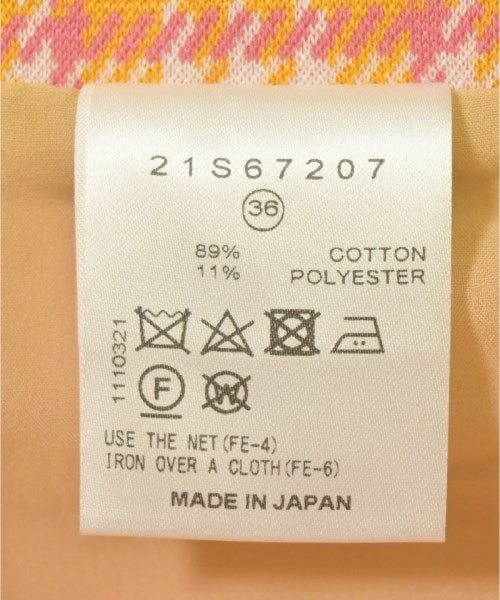 21S67207
36
89% COTTON
11% POLYESTER
1110321
F W
USE THE NET(FE-4)
IRON OVER A CLOTH(FE-6)
MADE IN JAPAN